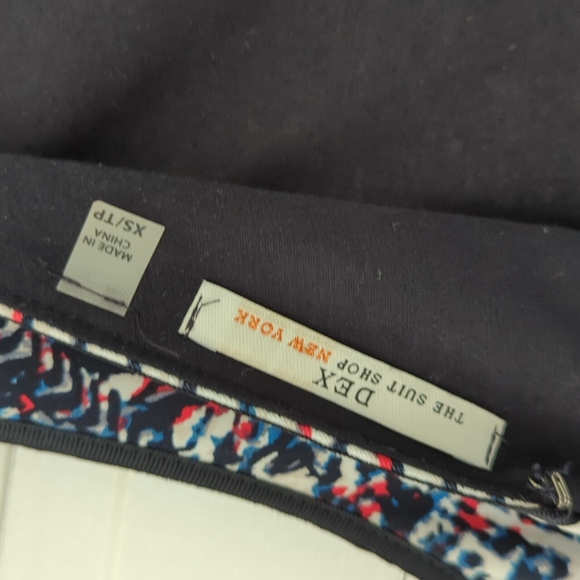 DEX
THE SUIT SHOP NEW YORK
MADE IN
CHINA
XS/TP